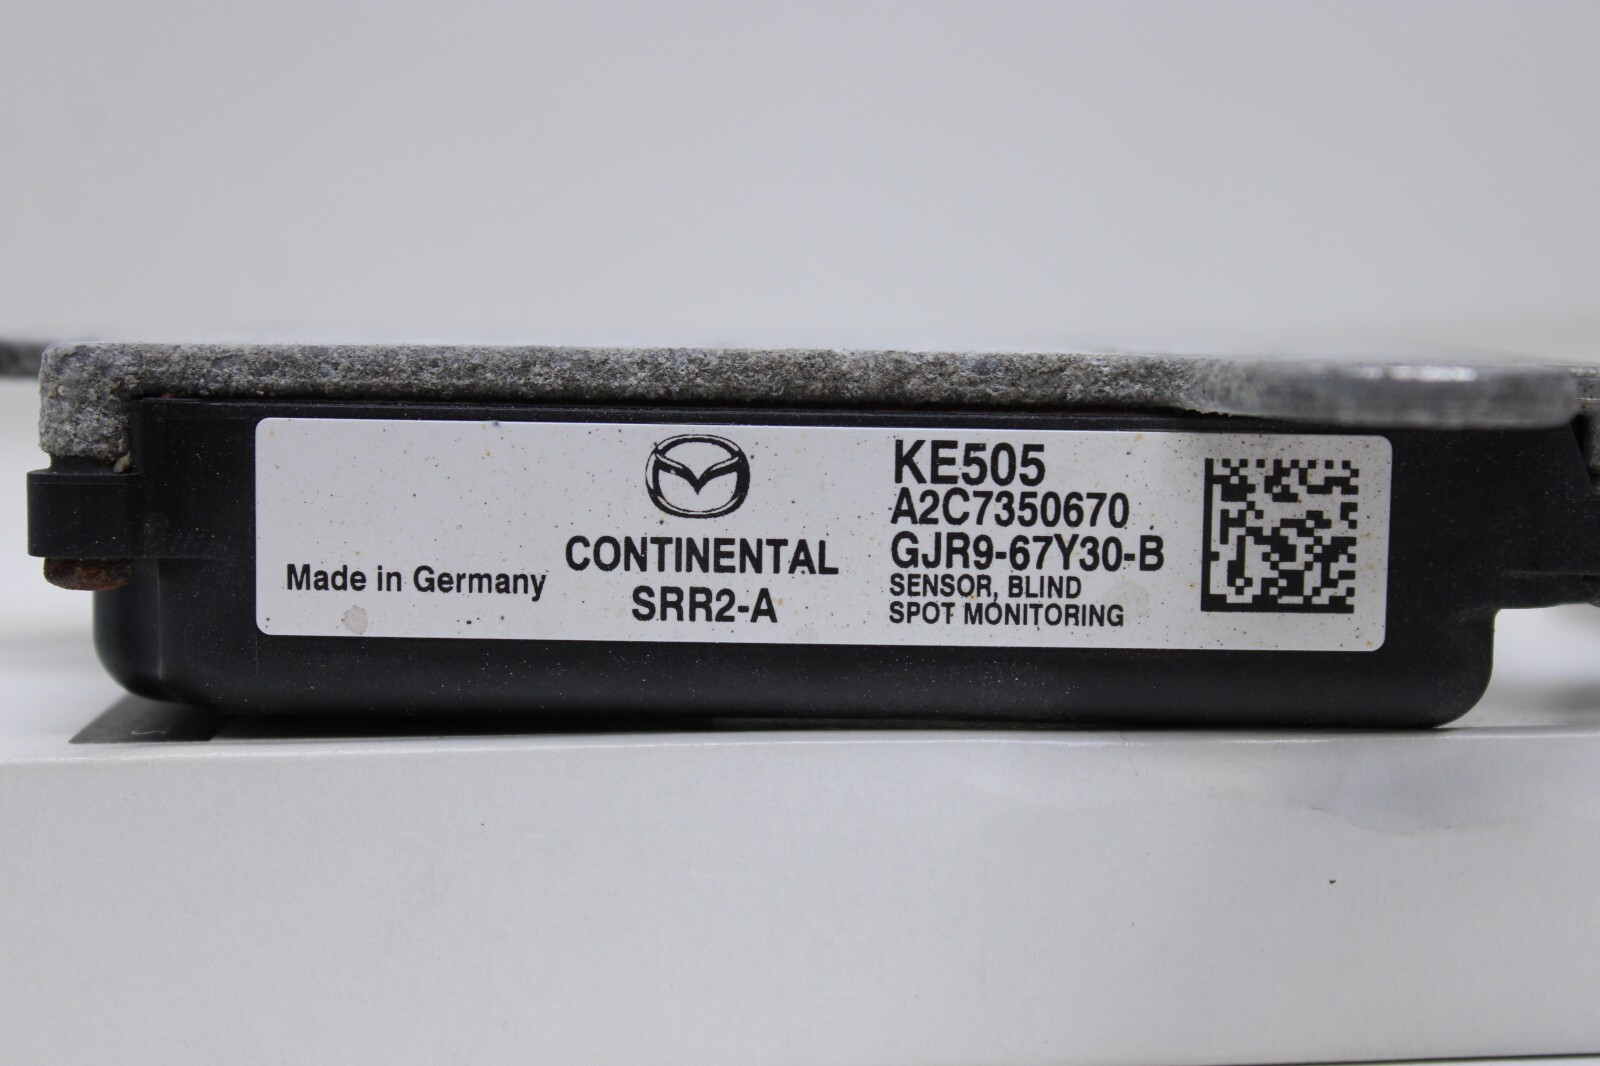 Made in Germany
CONTINENTAL
SRR2-A
KE505
A2C7350670
GJR9-67Y30-B
SENSOR, BLIND
SPOT MONITORING